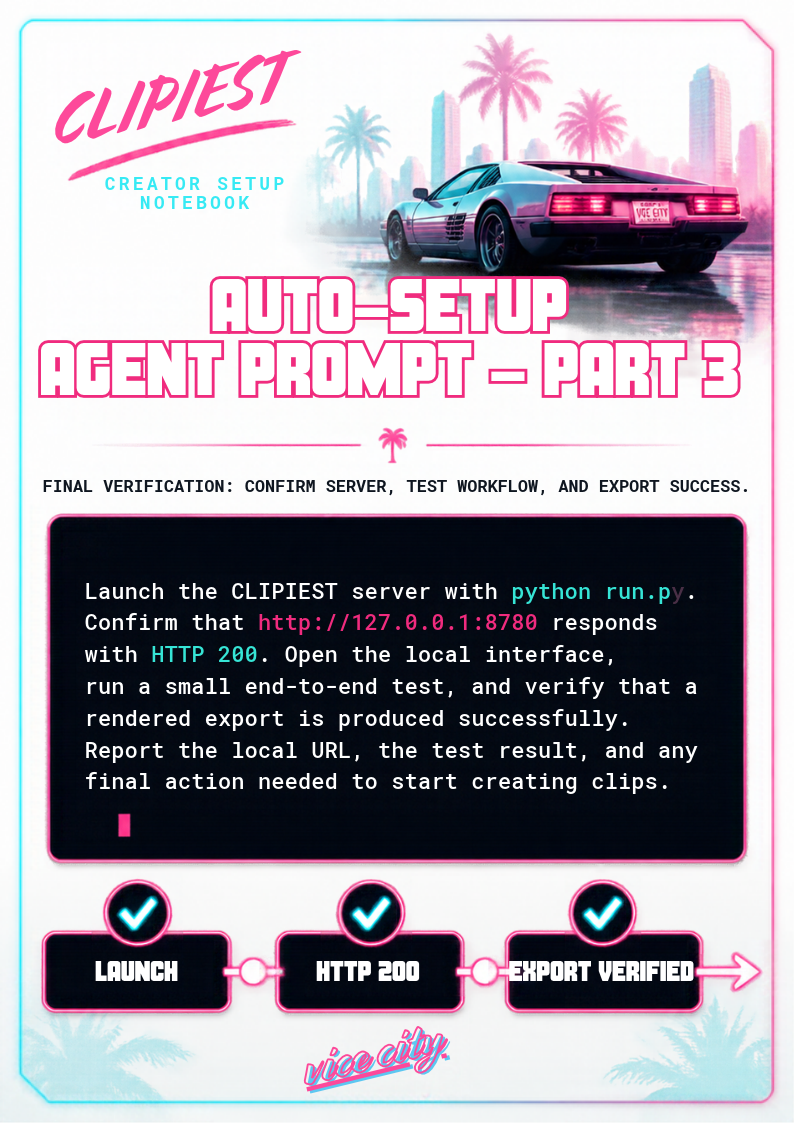 CLIPIEST
CREATOR SETUP
NOTEBOOK
VICE CITY
AUTO-SETUP
AGENT PROMPT - PART 3
FINAL VERIFICATION: CONFIRM SERVER, TEST WORKFLOW, AND EXPORT SUCCESS.
Launch the CLIPIEST server with python run.py.
Confirm that http://127.0.0.1:8780 responds
with HTTP 200. Open the local interface,
run a small end-to-end test, and verify that a
rendered export is produced successfully.
Report the local URL, the test result, and any
final action needed to start creating clips.
LAUNCH
HTTP 200
EXPORT VERIFIED
vice city